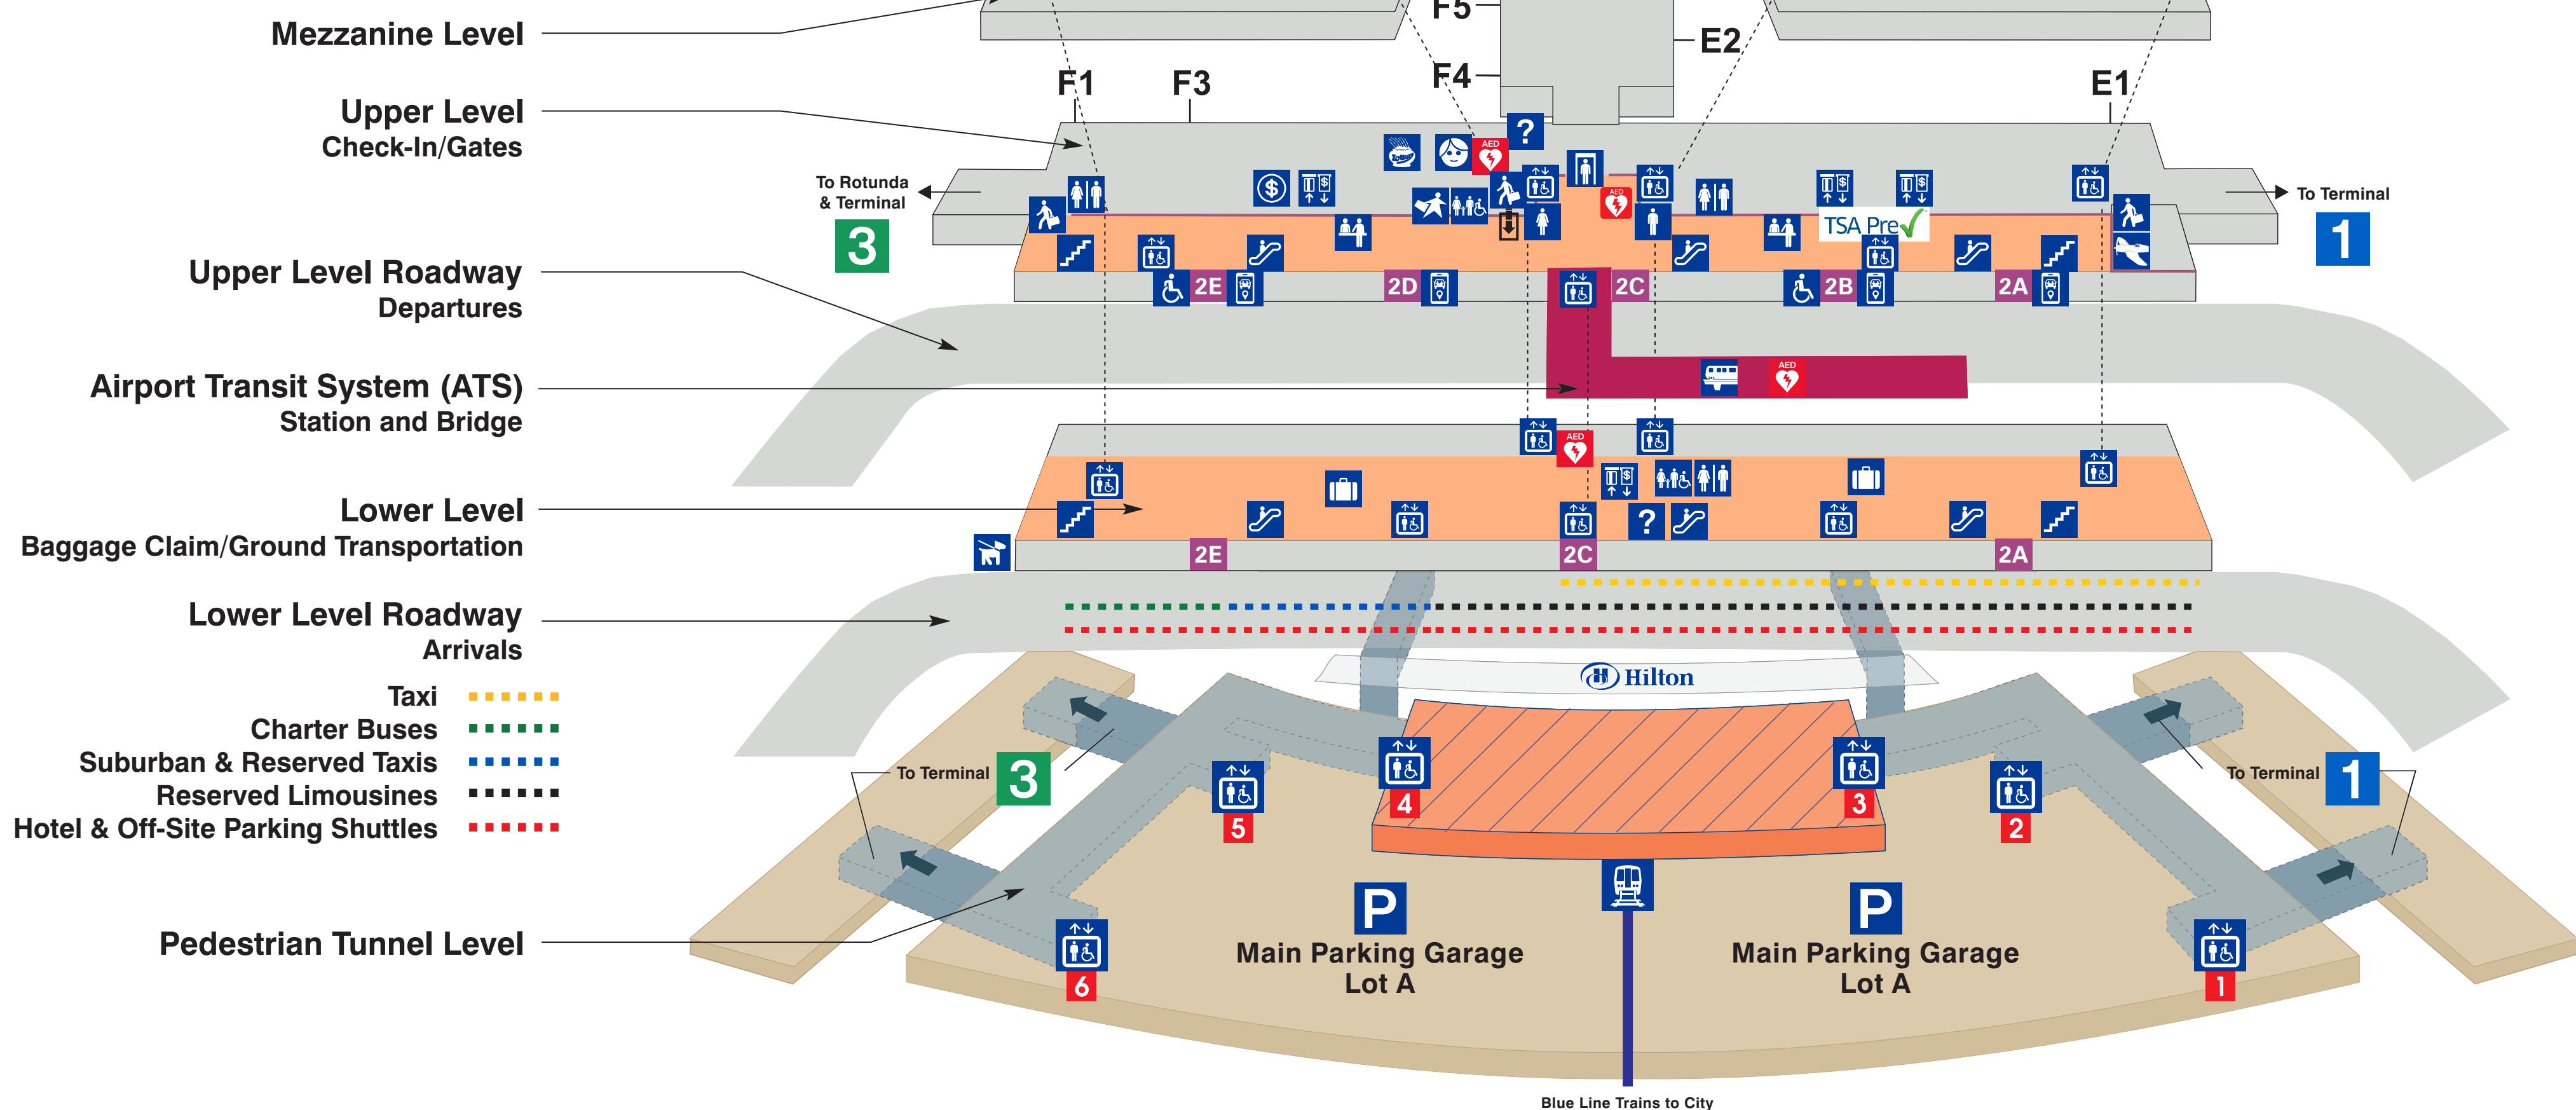 Mezzanine Level
F5
E2
F4
F1
F3
E1
Upper Level
Check-In/Gates
?
AED
To Rotunda
& Terminal
3
$
$
AED
$
$
To Terminal
1
TSA Pre
Upper Level Roadway
Departures
2E
2D
2C
2B
2A
Airport Transit System (ATS)
Station and Bridge
AED
AED
$
Lower Level
Baggage Claim/Ground Transportation
?
2E
2C
2A
Lower Level Roadway
Arrivals
Hilton
Taxi
Charter Buses
Suburban & Reserved Taxis
Reserved Limousines
Hotel & Off-Site Parking Shuttles
To Terminal
3
To Terminal
1
5
4
3
2
P
P
Main Parking Garage
Lot A
Main Parking Garage
Lot A
Pedestrian Tunnel Level
6
1
Blue Line Trains to City